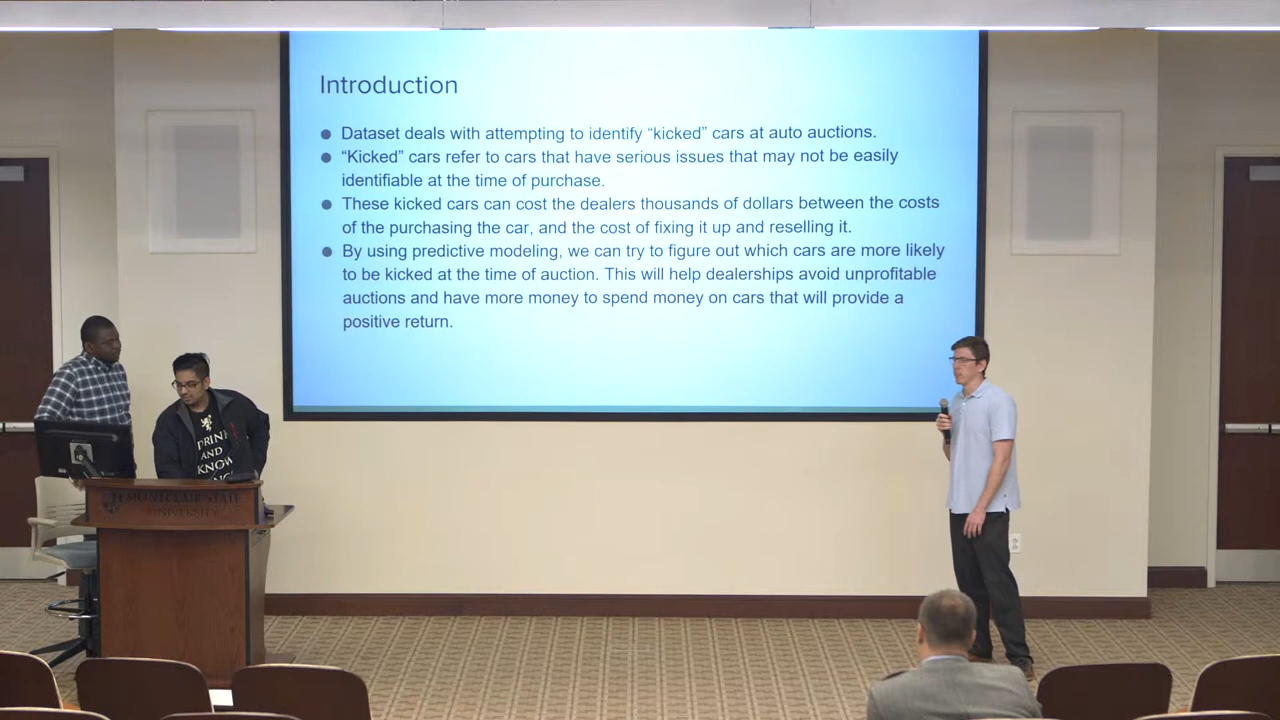 Introduction
● Dataset deals with attempting to identify “kicked” cars at auto auctions.
● “Kicked” cars refer to cars that have serious issues that may not be easily
identifiable at the time of purchase.
● These kicked cars can cost the dealers thousands of dollars between the costs
of the purchasing the car, and the cost of fixing it up and reselling it.
● By using predictive modeling, we can try to figure out which cars are more likely
to be kicked at the time of auction. This will help dealerships avoid unprofitable
auctions and have more money to spend money on cars that will provide a
positive return.
AND
KNOW
MONTCLAIR STATE
UNIVERSITY